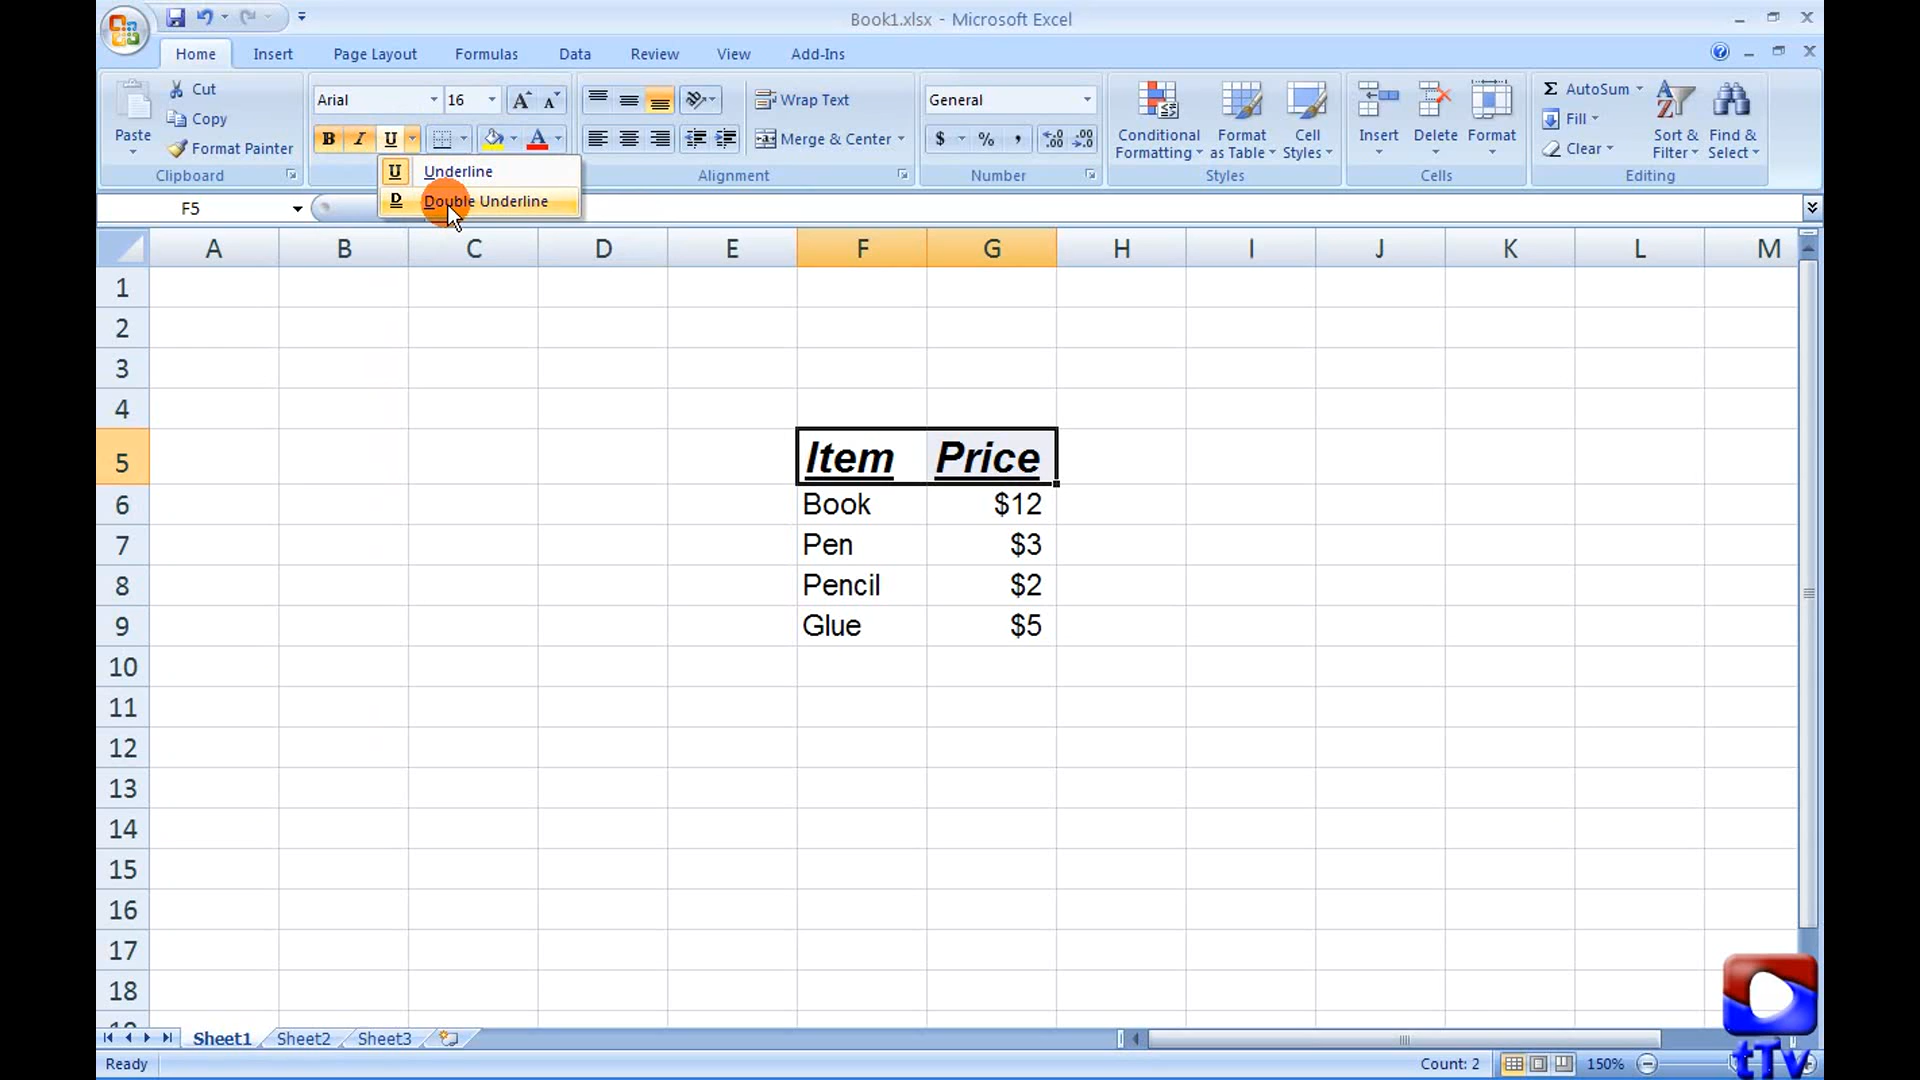 Book1.xlsx - Microsoft Excel
Home Insert Page Layout Formulas Data Review View Add-Ins
Paste
Cut
Copy
Format Painter
Clipboard
Arial 16
B I U
A
Underline
D Double Underline
Wrap Text
Merge & Center
Alignment
General
$ % ,
Number
Conditional Formatting
Format as Table
Cell Styles
Styles
Insert Delete Format
Cells
Σ AutoSum
Fill
Clear
Sort & Filter
Find & Select
Editing
F5
A B C D E F G H I J K L M
1
2
3
4
5 Item Price
6 Book $12
7 Pen $3
8 Pencil $2
9 Glue $5
10
11
12
13
14
15
16
17
18
Sheet1 Sheet2 Sheet3
Ready Count: 2 150%
tTv